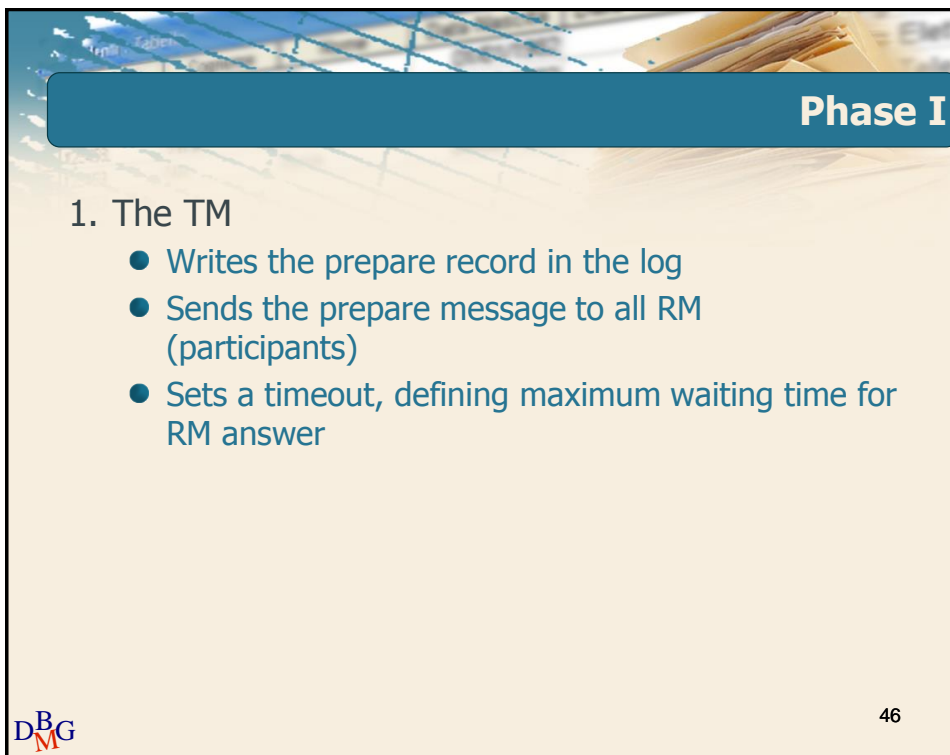 Phase I
1. The TM
Writes the prepare record in the log
Sends the prepare message to all RM
(participants)
Sets a timeout, defining maximum waiting time for
RM answer
DBMG
46